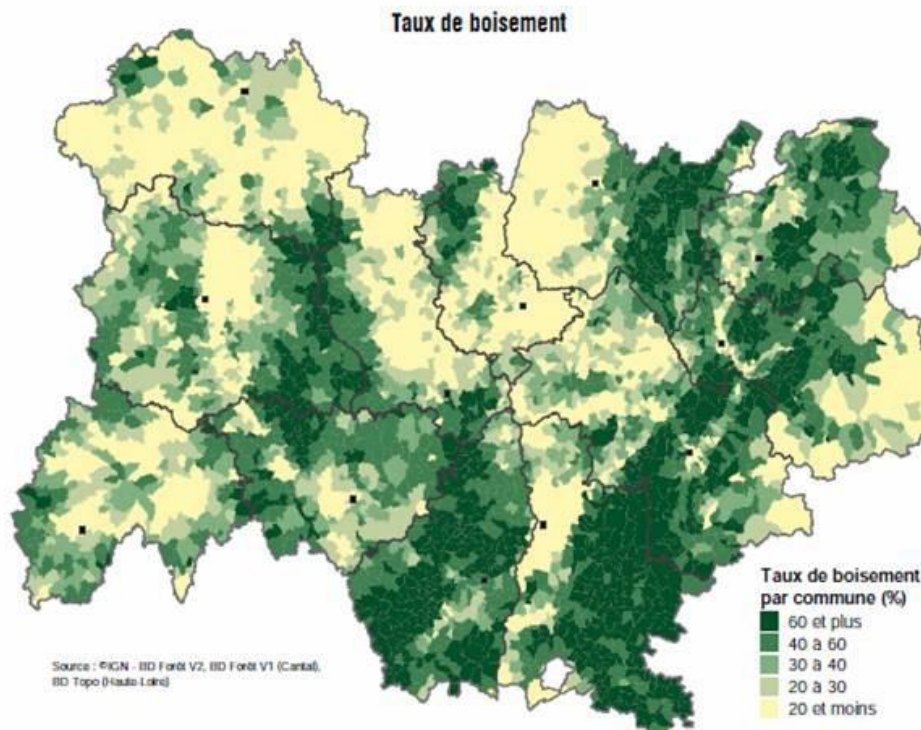 Taux de boisement
Taux de boisement
par commune (%)
60 et plus
40 à 60
30 à 40
20 à 30
20 et moins
Source : ©IGN - BD Forêt V2, BD Forêt V1 (Cantal),
BD Topo (Haute-Loire)